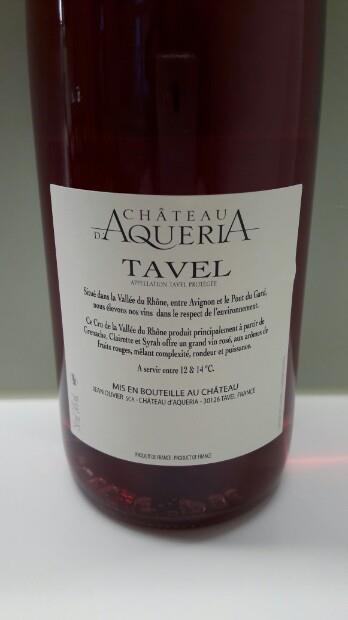 CHÂTEAU
D'AQUERIA
TAVEL
APPELLATION TAVEL PROTÉGÉE
Situé dans la Vallée du Rhône, entre Avignon et le Pont du Gard,
nous élevons nos vins dans le respect de l'environnement.
Ce Cru de la Vallée du Rhône produit principalement à partir de
Grenache, Clairette et Syrah offre un grand vin rosé, aux arômes de
fruits rouges, mêlant complexité, rondeur et puissance.
A servir entre 12 & 14 °C.
MIS EN BOUTEILLE AU CHÂTEAU
JEAN OLIVIER SCA - CHÂTEAU d'AQUERIA - 30126 TAVEL FRANCE
PRODUIT DE FRANCE - PRODUCT OF FRANCE